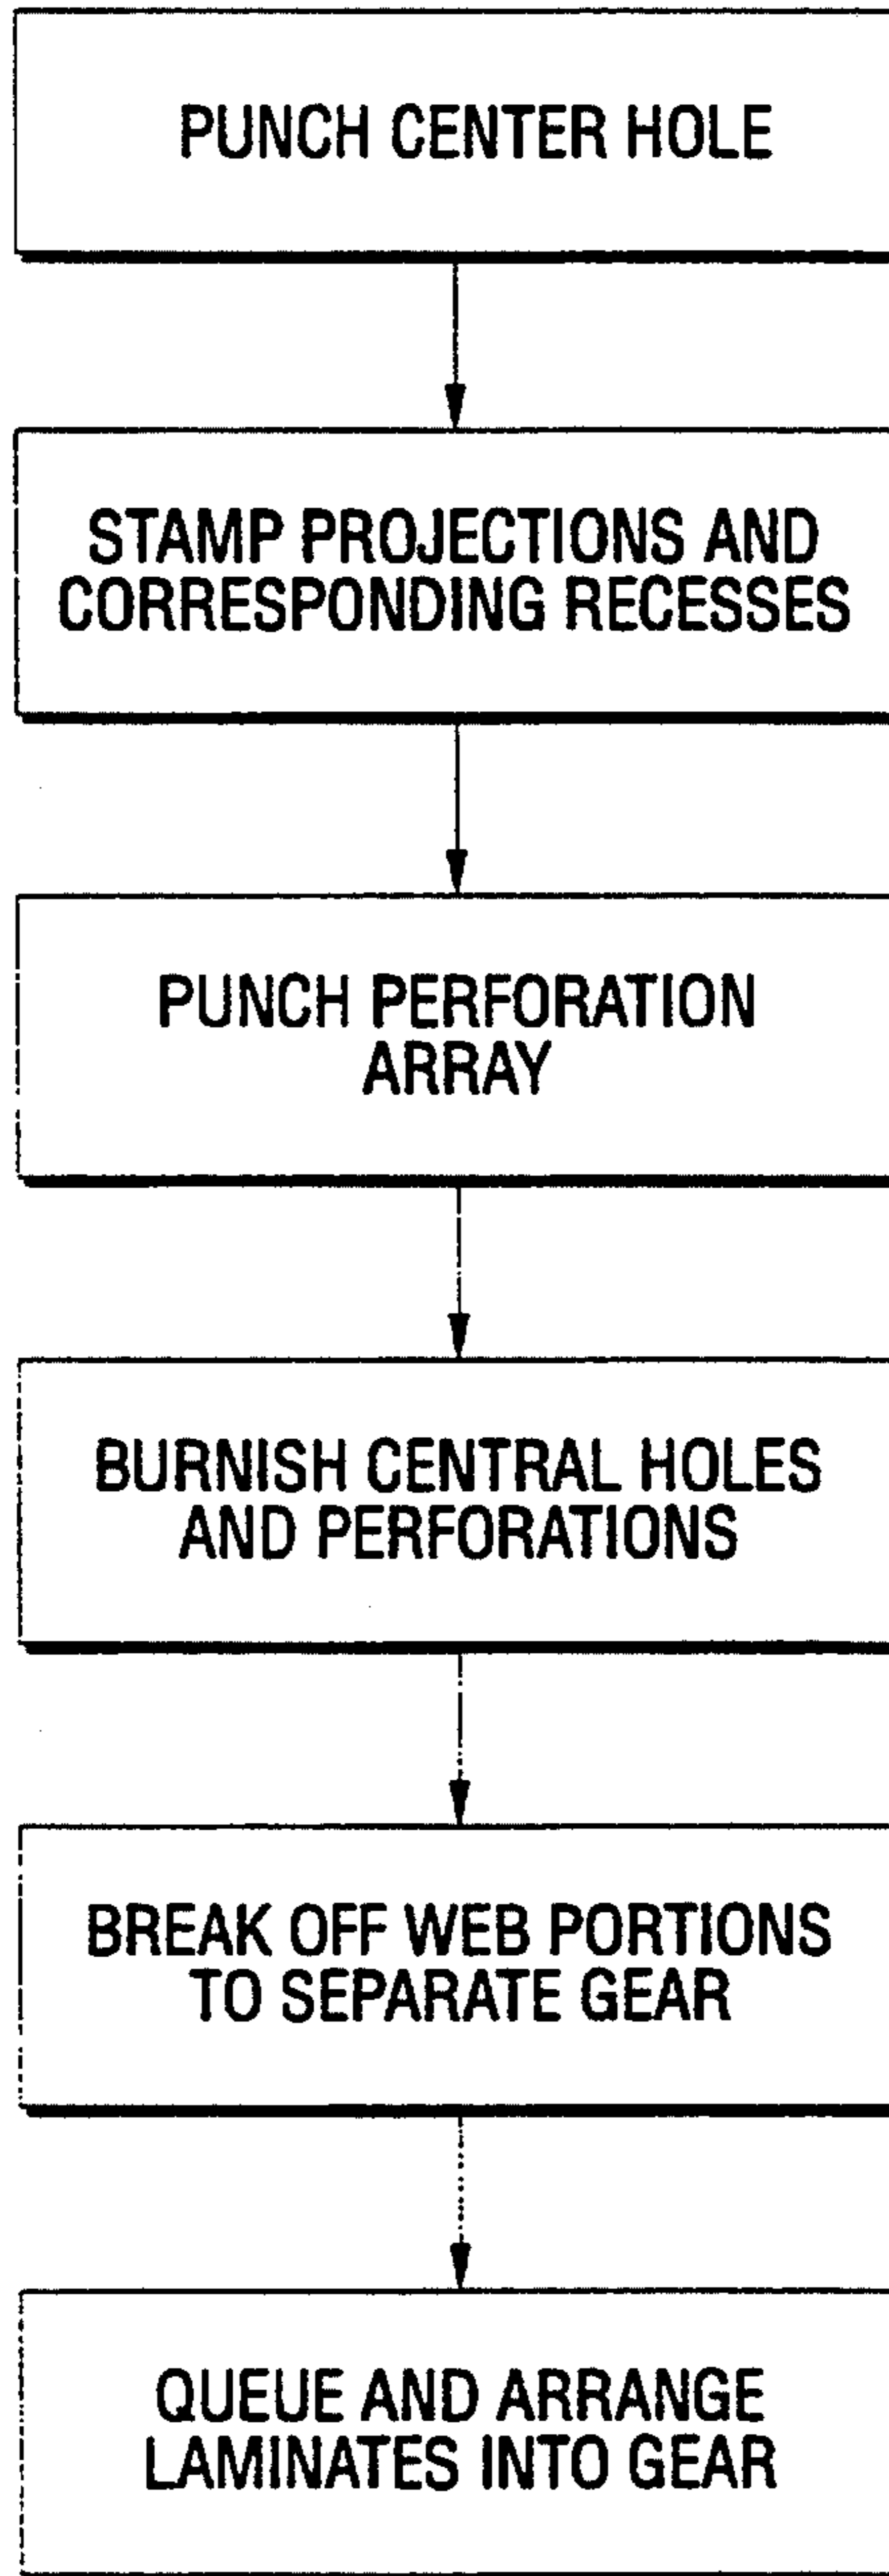 PUNCH CENTER HOLE
STAMP PROJECTIONS AND
CORRESPONDING RECESSES
PUNCH PERFORATION
ARRAY
BURNISH CENTRAL HOLES
AND PERFORATIONS
BREAK OFF WEB PORTIONS
TO SEPARATE GEAR
QUEUE AND ARRANGE
LAMINATES INTO GEAR